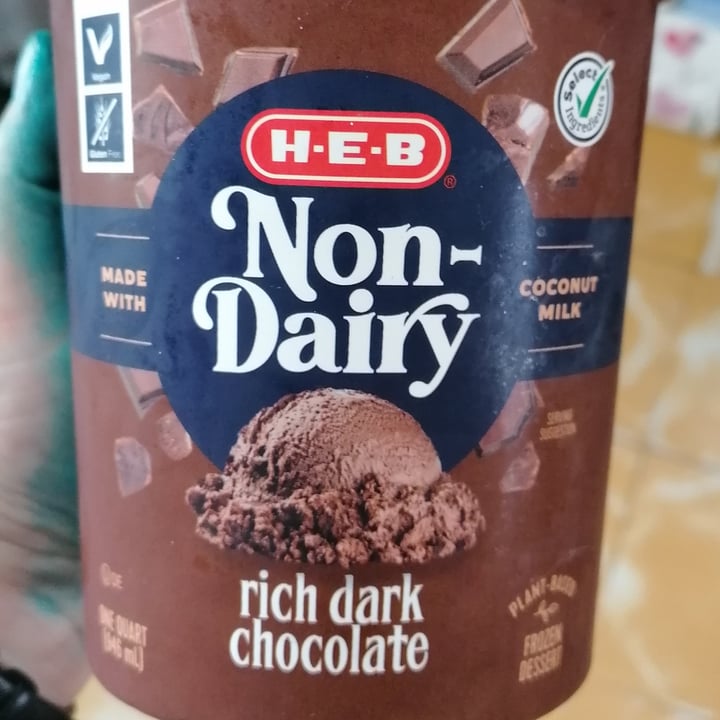 Vegan
Gluten Free
Select
Ingredients
H-E-B
®
Non-
Dairy
MADE
WITH
COCONUT
MILK
SERVING
SUGGESTION
rich dark
chocolate
DE
ONE QUART
(946 mL)
PLANT-BASED
FROZEN
DESSERT